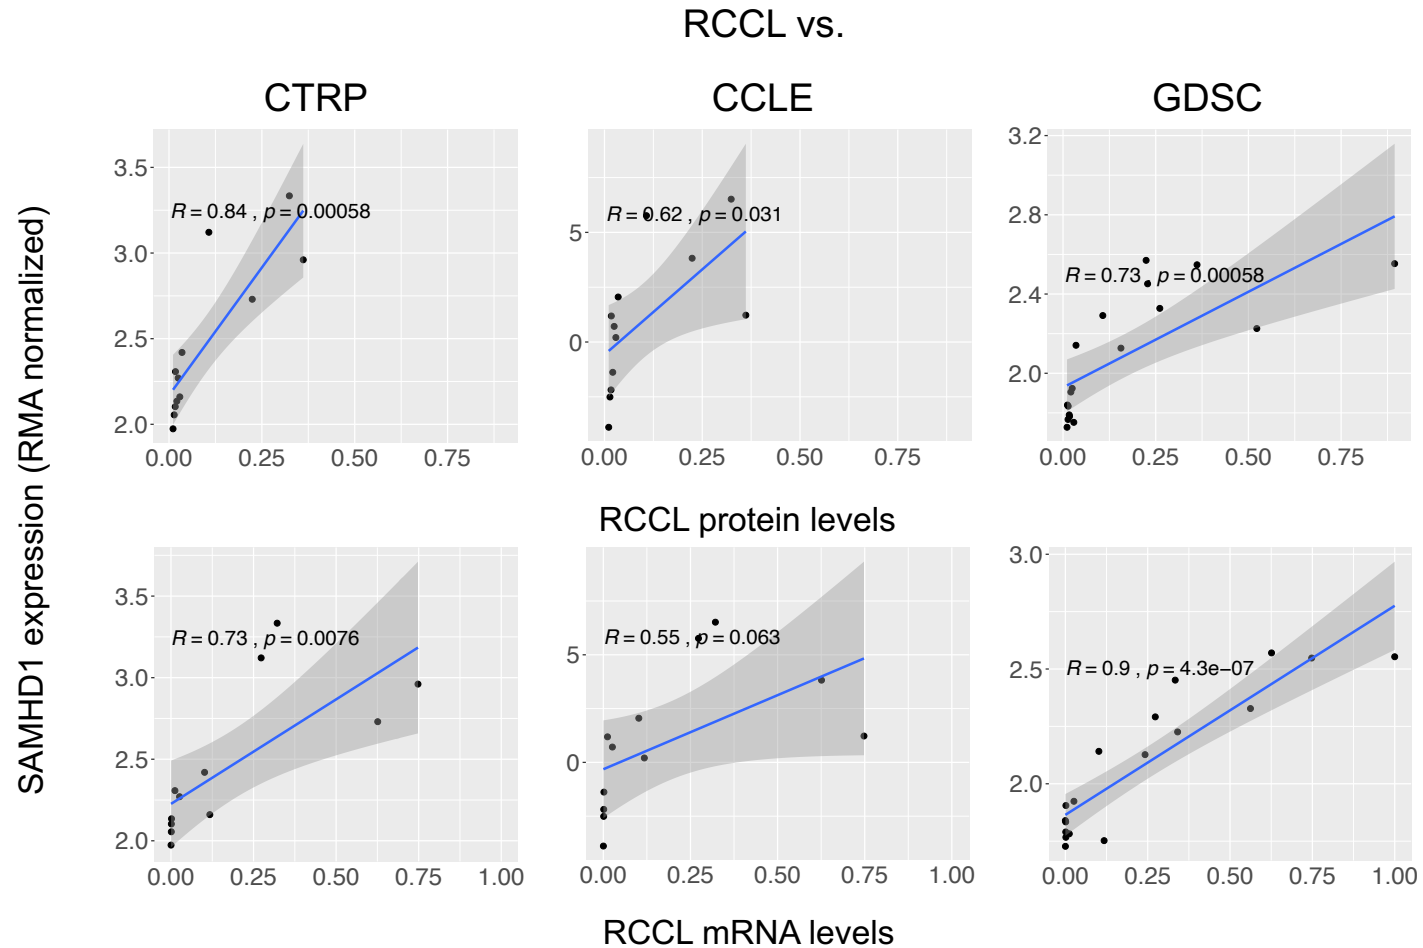 RCCL vs.
CTRP
CCLE
GDSC
SAMHD1 expression (RMA normalized)
3.5
3.0
2.5
2.0
R = 0.84 , p = 0.00058
0.00 0.25 0.50 0.75
5
0
R = 0.62 , p = 0.031
0.00 0.25 0.50 0.75
3.2
2.8
2.4
2.0
R = 0.73 , p = 0.00058
0.00 0.25 0.50 0.75
RCCL protein levels
3.5
3.0
2.5
2.0
R = 0.73 , p = 0.0076
0.00 0.25 0.50 0.75 1.00
5
0
R = 0.55 , p = 0.063
0.00 0.25 0.50 0.75 1.00
3.0
2.5
2.0
R = 0.9 , p = 4.3e−07
0.00 0.25 0.50 0.75 1.00
RCCL mRNA levels